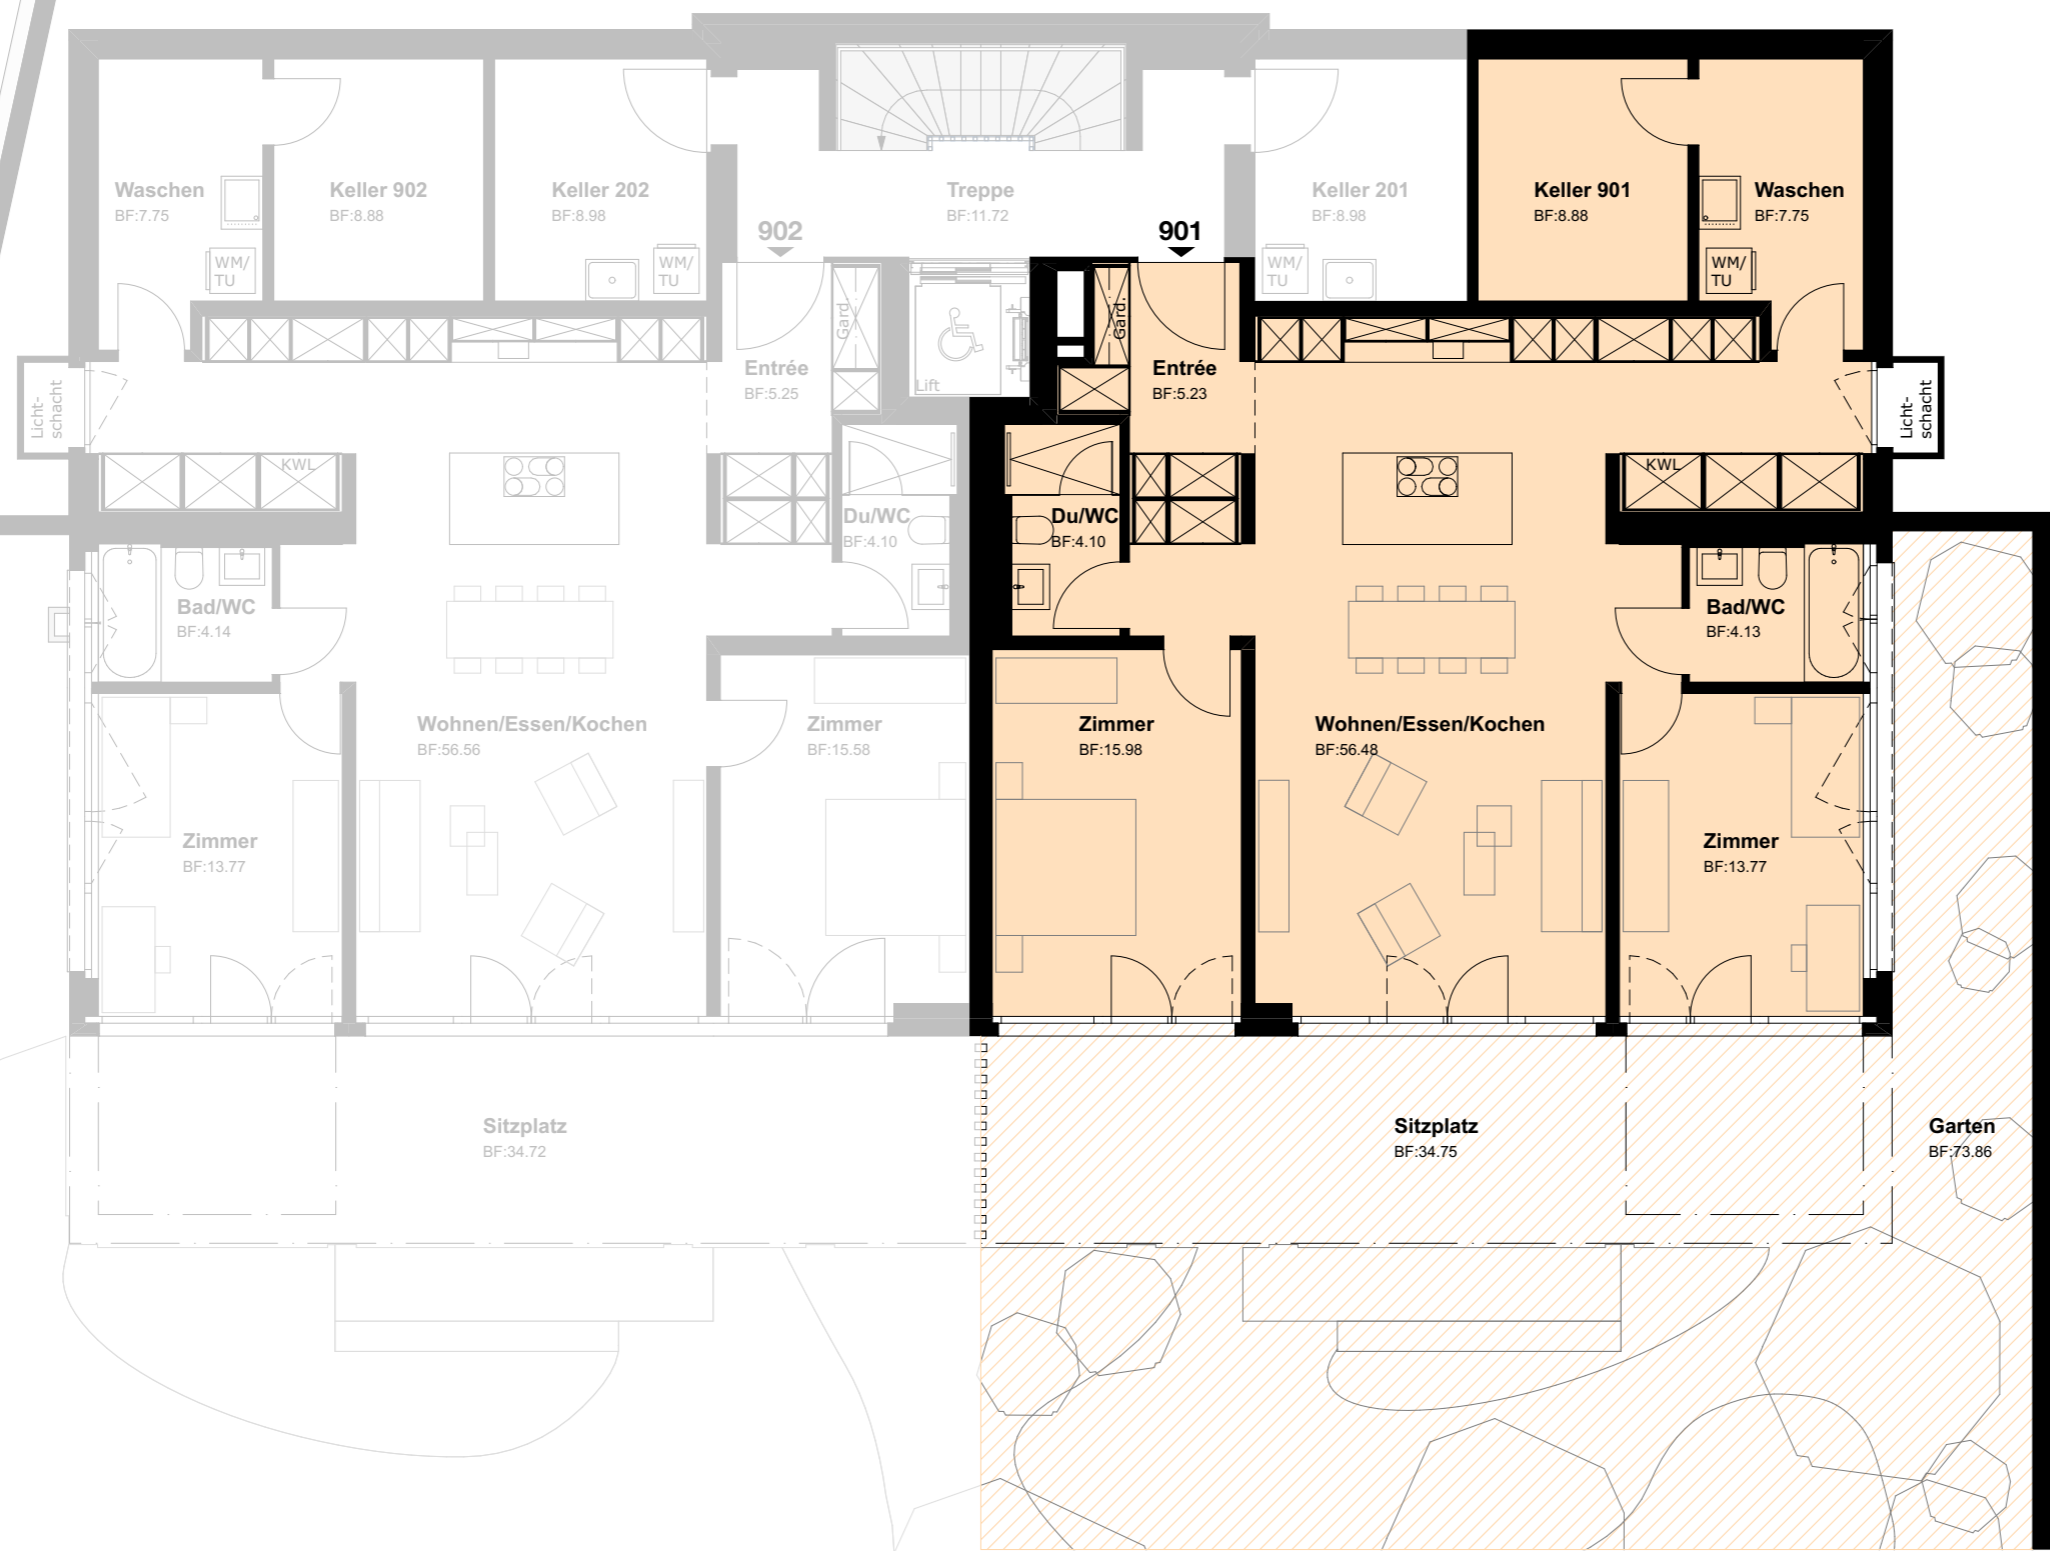 Waschen
BF:7.75
Keller 902
BF:8.88
Keller 202
BF:8.98
Treppe
BF:11.72
Keller 201
BF:8.98
Keller 901
BF:8.88
Waschen
BF:7.75
902
901
WM/
TU
WM/
TU
WM/
TU
WM/
TU
Gard.
Gard.
Entrée
BF:5.25
Lift
Entrée
BF:5.23
Licht-
schacht
Licht-
schacht
KWL
KWL
Du/WC
BF:4.10
Du/WC
BF:4.10
Bad/WC
BF:4.14
Bad/WC
BF:4.13
Wohnen/Essen/Kochen
BF:56.56
Zimmer
BF:15.58
Zimmer
BF:15.98
Wohnen/Essen/Kochen
BF:56.48
Zimmer
BF:13.77
Zimmer
BF:13.77
Sitzplatz
BF:34.72
Sitzplatz
BF:34.75
Garten
BF:73.86